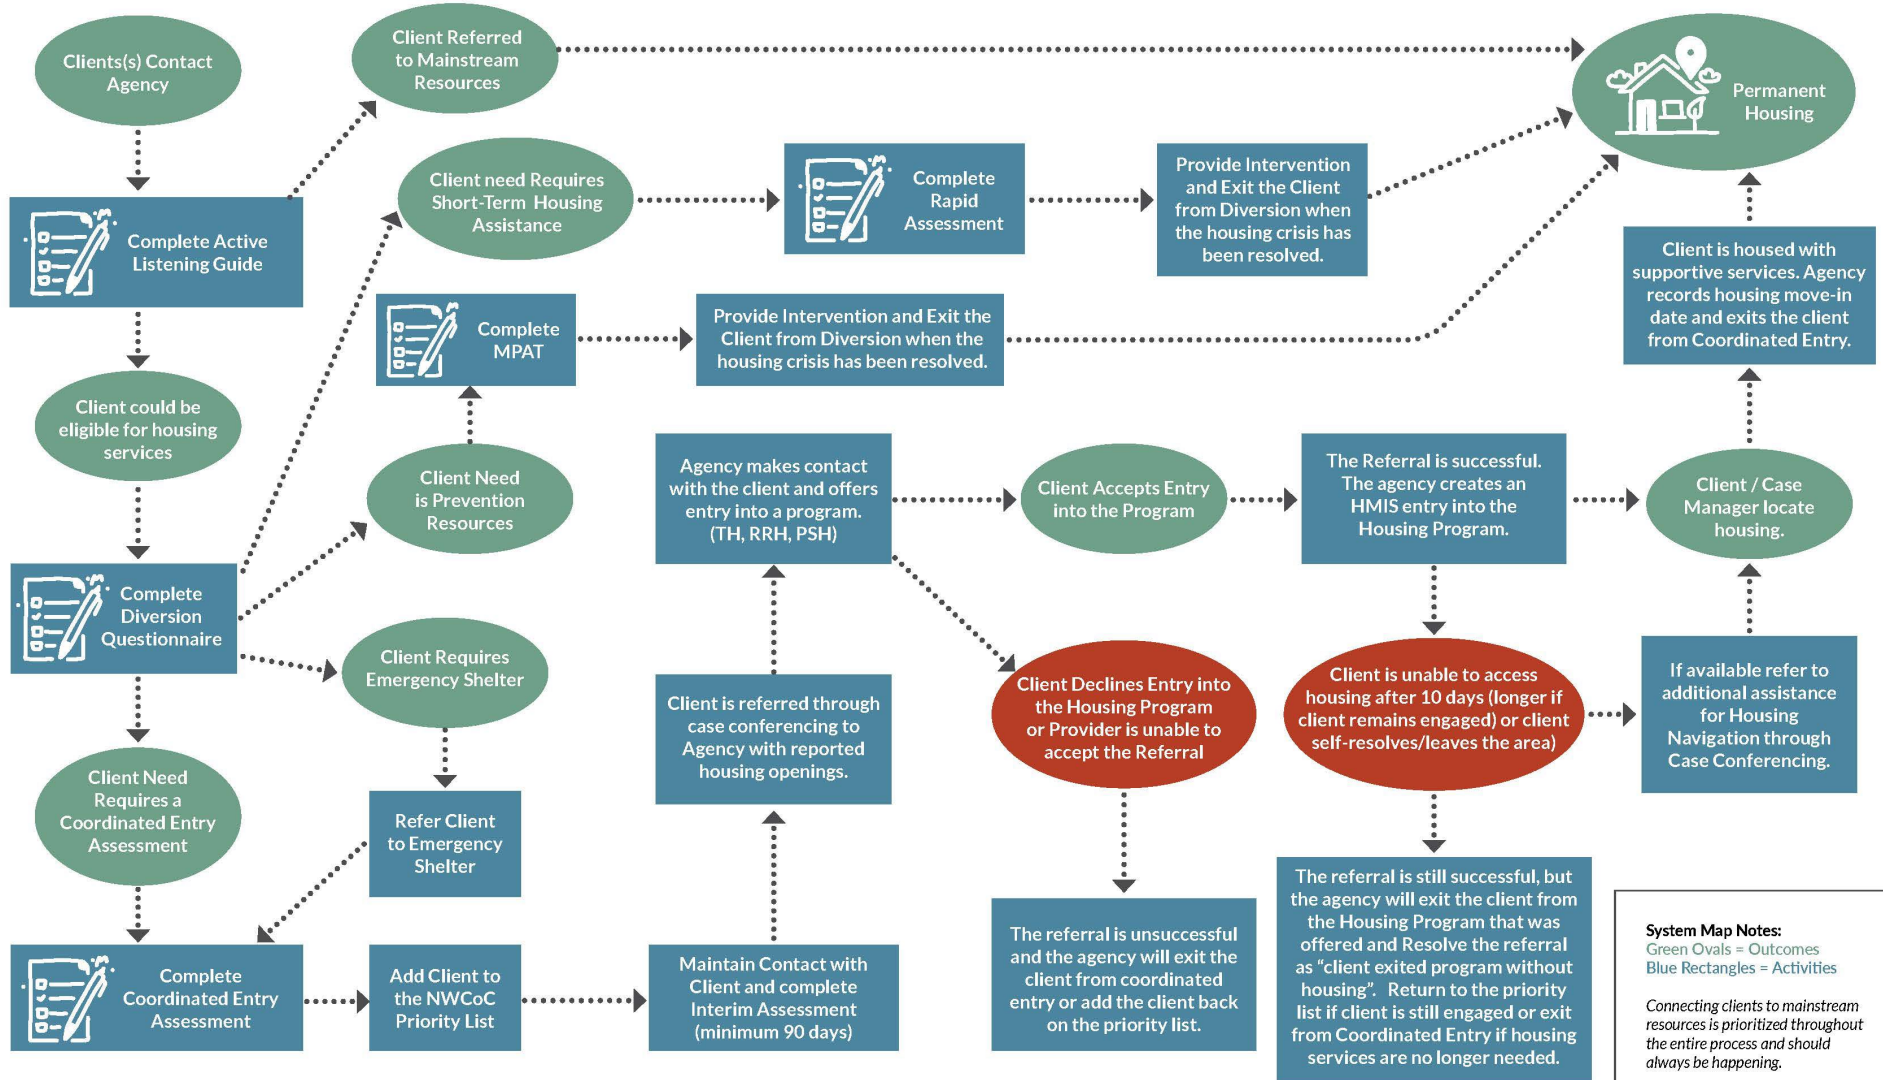 Clients(s) Contact
Agency
Client Referred
to Mainstream
Resources
Permanent
Housing
Complete Active
Listening Guide
Client need Requires
Short-Term Housing
Assistance
Complete
Rapid
Assessment
Provide Intervention
and Exit the Client
from Diversion when
the housing crisis has
been resolved.
Client is housed with
supportive services. Agency
records housing move-in
date and exits the client
from Coordinated Entry.
Complete
MPAT
Provide Intervention and Exit the
Client from Diversion when the
housing crisis has been resolved.
Client could be
eligible for housing
services
Client Need
is Prevention
Resources
Agency makes contact
with the client and offers
entry into a program.
(TH, RRH, PSH)
Client Accepts Entry
into the Program
The Referral is successful.
The agency creates an
HMIS entry into the
Housing Program.
Client / Case
Manager locate
housing.
Complete
Diversion
Questionnaire
Client Requires
Emergency Shelter
Client is referred through
case conferencing to
Agency with reported
housing openings.
Client Declines Entry into
the Housing Program
or Provider is unable to
accept the Referral
Client is unable to access
housing after 10 days (longer if
client remains engaged) or client
self-resolves/leaves the area)
If available refer to
additional assistance
for Housing
Navigation through
Case Conferencing.
Client Need
Requires a
Coordinated Entry
Assessment
Refer Client
to Emergency
Shelter
Complete
Coordinated Entry
Assessment
Add Client to
the NWCoC
Priority List
Maintain Contact with
Client and complete
Interim Assessment
(minimum 90 days)
The referral is unsuccessful
and the agency will exit the
client from coordinated
entry or add the client back
on the priority list.
The referral is still successful, but
the agency will exit the client from
the Housing Program that was
offered and Resolve the referral
as “client exited program without
housing”. Return to the priority
list if client is still engaged or exit
from Coordinated Entry if housing
services are no longer needed.
System Map Notes:
Green Ovals = Outcomes
Blue Rectangles = Activities
Connecting clients to mainstream
resources is prioritized throughout
the entire process and should
always be happening.